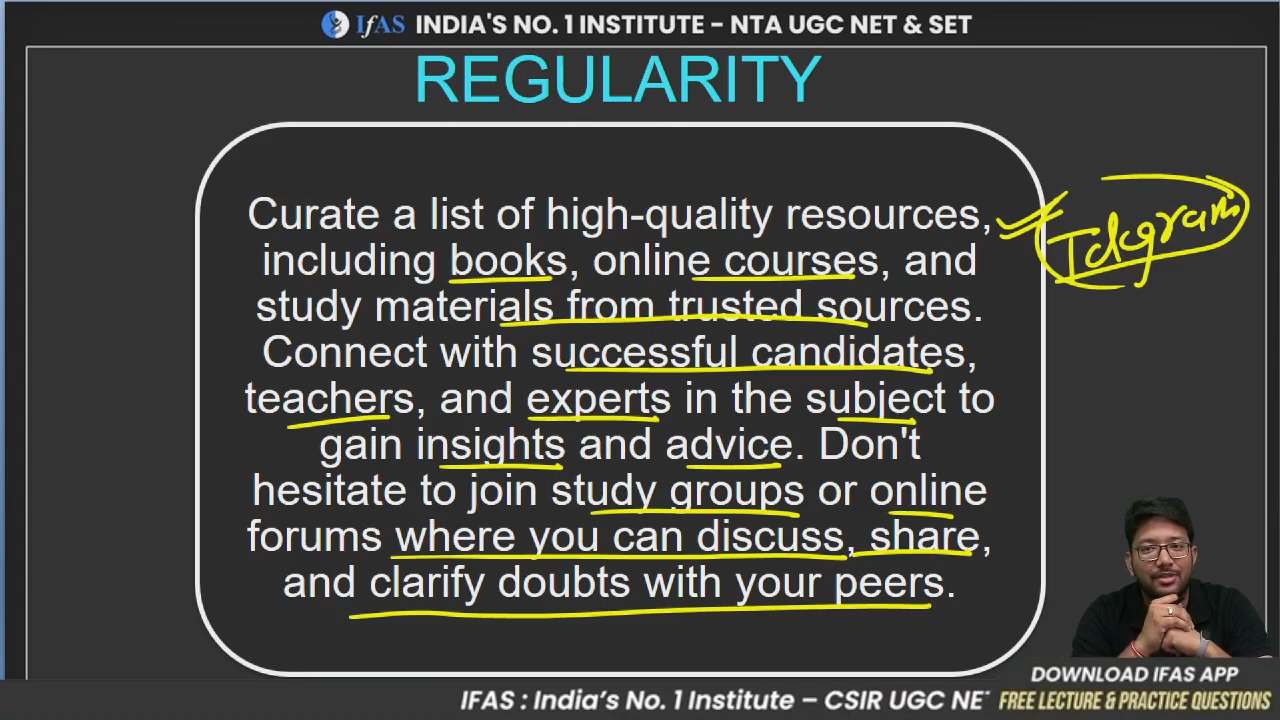 IfAS INDIA'S NO. 1 INSTITUTE - NTA UGC NET & SET
REGULARITY
Curate a list of high-quality resources,
including books, online courses, and
study materials from trusted sources.
Connect with successful candidates,
teachers, and experts in the subject to
gain insights and advice. Don't
hesitate to join study groups or online
forums where you can discuss, share,
and clarify doubts with your peers.
Telegram
DOWNLOAD IFAS APP
IFAS : India's No. 1 Institute – CSIR UGC NE
FREE LECTURE & PRACTICE QUESTIONS